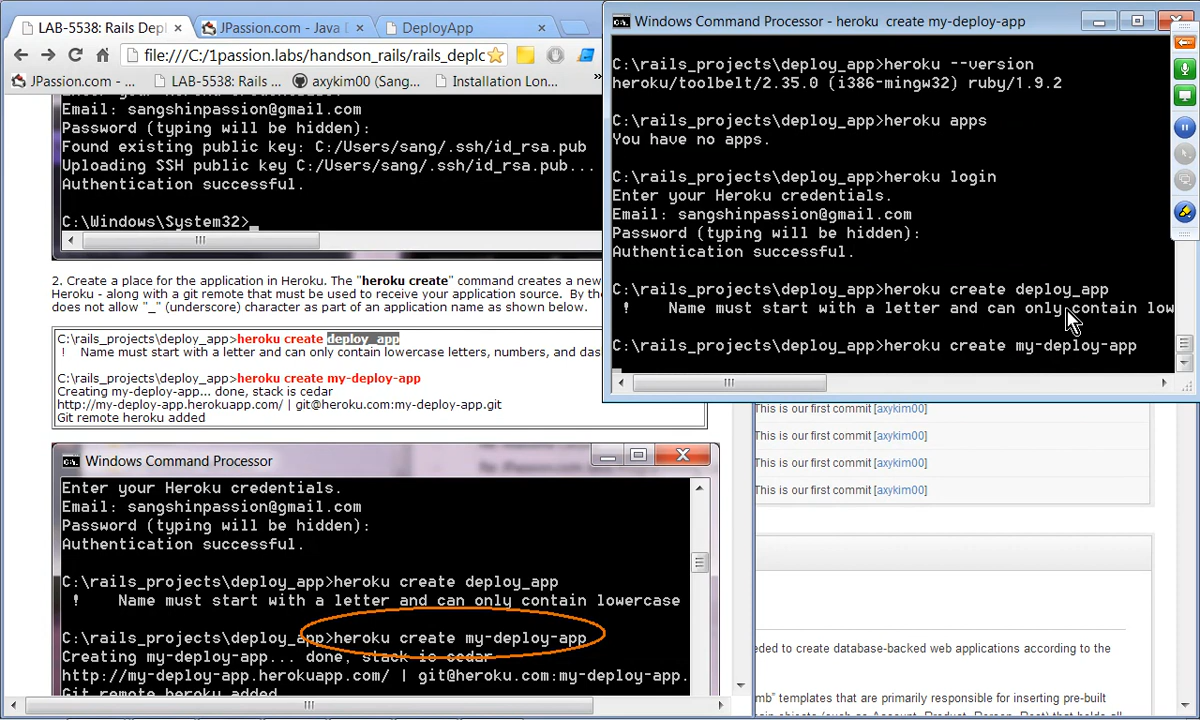 LAB-5538: Rails Depl
JPassion.com - Java
DeployApp
file:///C:/1passion.labs/handson_rails/rails_deplo
JPassion.com - ...
LAB-5538: Rails ...
axykim00 (Sang...
Installation Lon...
»
Email: sangshinpassion@gmail.com
Password (typing will be hidden):
Found existing public key: C:/Users/sang/.ssh/id_rsa.pub
Uploading SSH public key C:/Users/sang/.ssh/id_rsa.pub...
Authentication successful.
C:\Windows\System32>_
2. Create a place for the application in Heroku. The "heroku create" command creates a new
Heroku - along with a git remote that must be used to receive your application source. By the
does not allow "_" (underscore) character as part of an application name as shown below.
C:\rails_projects\deploy_app>heroku create deploy_app
! Name must start with a letter and can only contain lowercase letters, numbers, and das
C:\rails_projects\deploy_app>heroku create my-deploy-app
Creating my-deploy-app... done, stack is cedar
http://my-deploy-app.herokuapp.com/ | git@heroku.com:my-deploy-app.git
Git remote heroku added
Windows Command Processor
Enter your Heroku credentials.
Email: sangshinpassion@gmail.com
Password (typing will be hidden):
Authentication successful.
C:\rails_projects\deploy_app>heroku create deploy_app
! Name must start with a letter and can only contain lowercase
C:\rails_projects\deploy_app>heroku create my-deploy-app
Creating my-deploy-app... done, stack is cedar
http://my-deploy-app.herokuapp.com/ | git@heroku.com:my-deploy-app.
Git remote heroku added
Windows Command Processor - heroku create my-deploy-app
C:\rails_projects\deploy_app>heroku --version
heroku/toolbelt/2.35.0 (i386-mingw32) ruby/1.9.2
C:\rails_projects\deploy_app>heroku apps
You have no apps.
C:\rails_projects\deploy_app>heroku login
Enter your Heroku credentials.
Email: sangshinpassion@gmail.com
Password (typing will be hidden):
Authentication successful.
C:\rails_projects\deploy_app>heroku create deploy_app
! Name must start with a letter and can only contain low
C:\rails_projects\deploy_app>heroku create my-deploy-app
This is our first commit [axykim00]
This is our first commit [axykim00]
This is our first commit [axykim00]
This is our first commit [axykim00]
eded to create database-backed web applications according to the
mb" templates that are primarily responsible for inserting pre-built